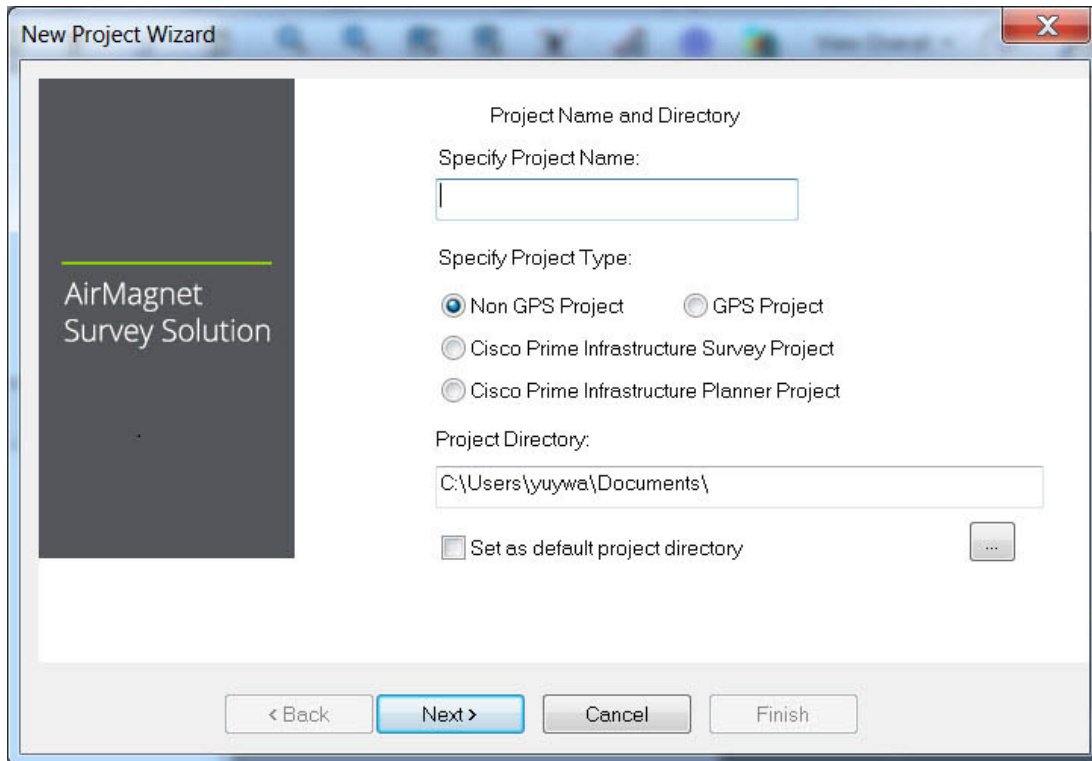 New Project Wizard
Project Name and Directory
Specify Project Name:
AirMagnet
Survey Solution
Specify Project Type:
Non GPS Project GPS Project
Cisco Prime Infrastructure Survey Project
Cisco Prime Infrastructure Planner Project
Project Directory:
C:\Users\yuywa\Documents\
Set as default project directory ...
< Back Next > Cancel Finish